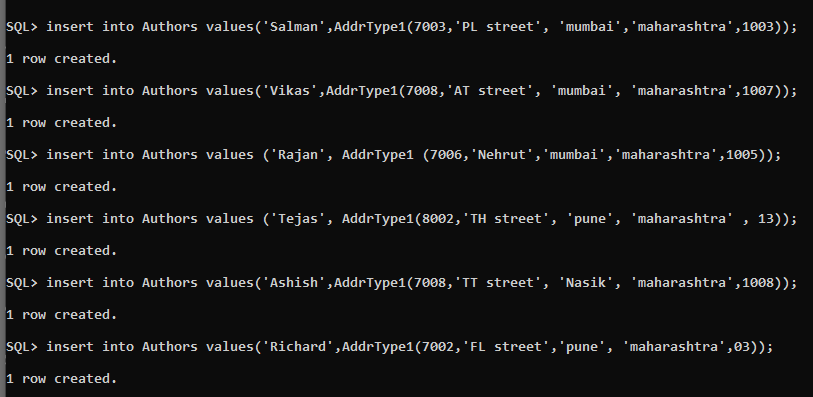 SQL> insert into Authors values('Salman',AddrType1(7003,'PL street', 'mumbai','maharashtra',1003));
1 row created.
SQL> insert into Authors values('Vikas',AddrType1(7008,'AT street', 'mumbai', 'maharashtra',1007));
1 row created.
SQL> insert into Authors values ('Rajan', AddrType1 (7006,'Nehrut','mumbai','maharashtra',1005));
1 row created.
SQL> insert into Authors values ('Tejas', AddrType1(8002,'TH street', 'pune', 'maharashtra' , 13));
1 row created.
SQL> insert into Authors values('Ashish',AddrType1(7008,'TT street', 'Nasik', 'maharashtra',1008));
1 row created.
SQL> insert into Authors values('Richard',AddrType1(7002,'FL street','pune', 'maharashtra',03));
1 row created.